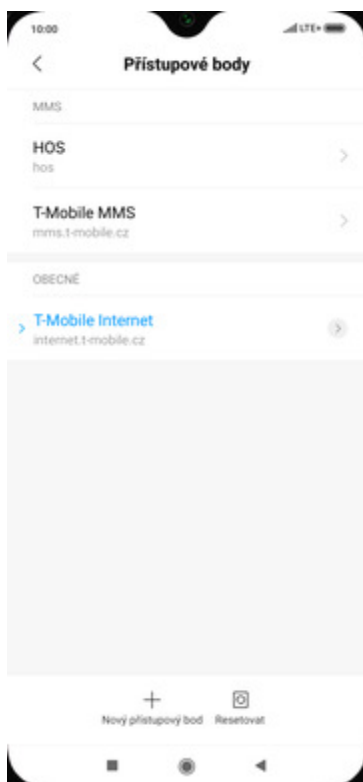 10:00
LTE+
Přístupové body
MMS
HOS
hos
T-Mobile MMS
mms.t-mobile.cz
OBECNÉ
T-Mobile Internet
internet.t-mobile.cz
Nový přístupový bod Resetovat